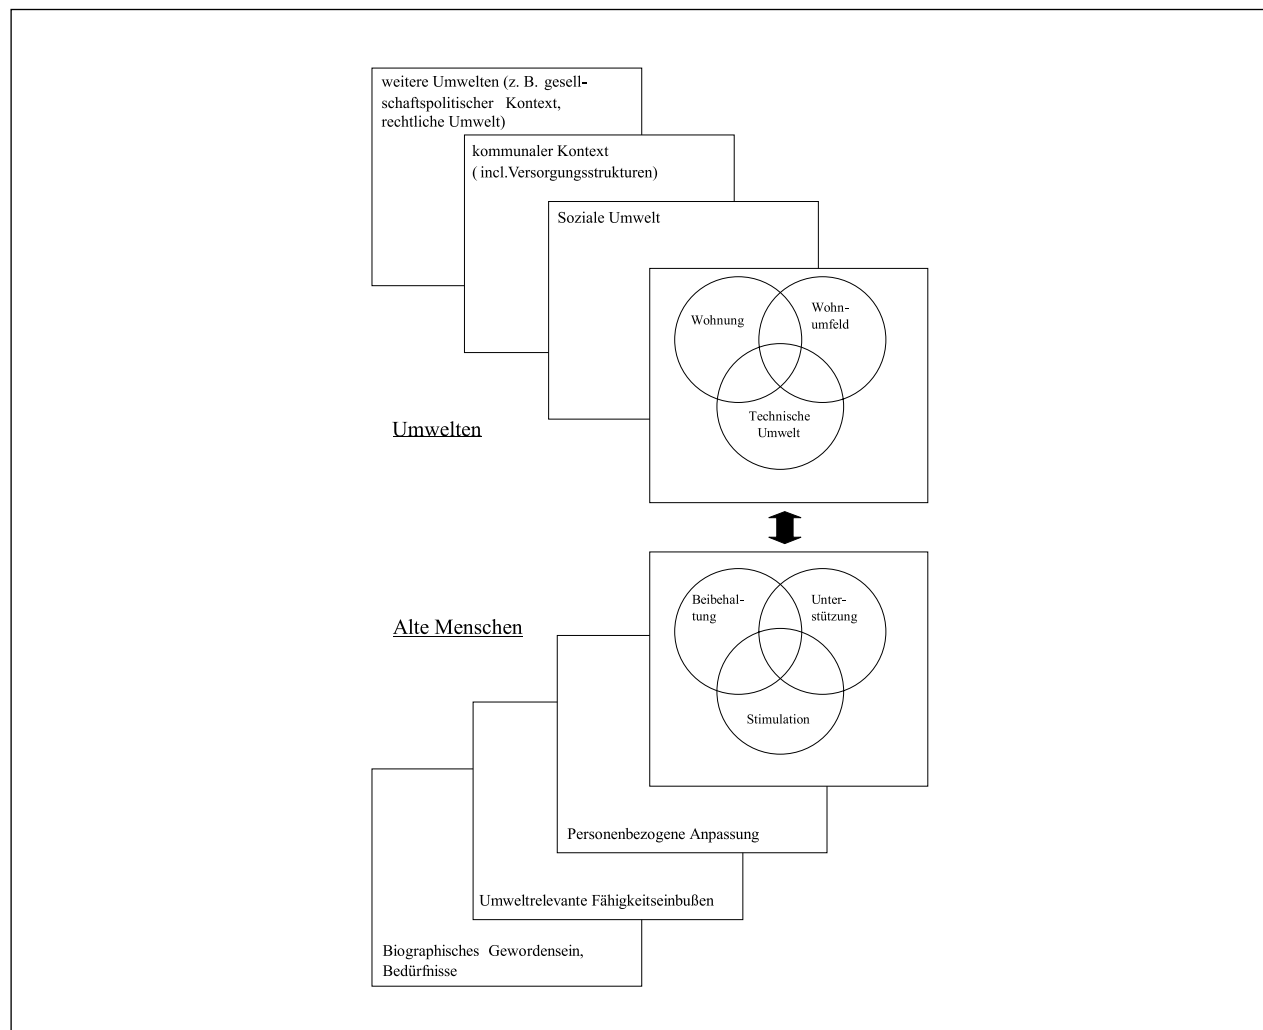 weitere Umwelten (z. B. gesell-
schaftspolitischer Kontext,
rechtliche Umwelt)
kommunaler Kontext
( incl.Versorgungsstrukturen)
Soziale Umwelt
Wohnung
Wohn-
umfeld
Technische
Umwelt
Umwelten
Alte Menschen
Beibehal-
tung
Unter-
stützung
Stimulation
Personenbezogene Anpassung
Umweltrelevante Fähigkeitseinbußen
Biographisches Gewordensein,
Bedürfnisse